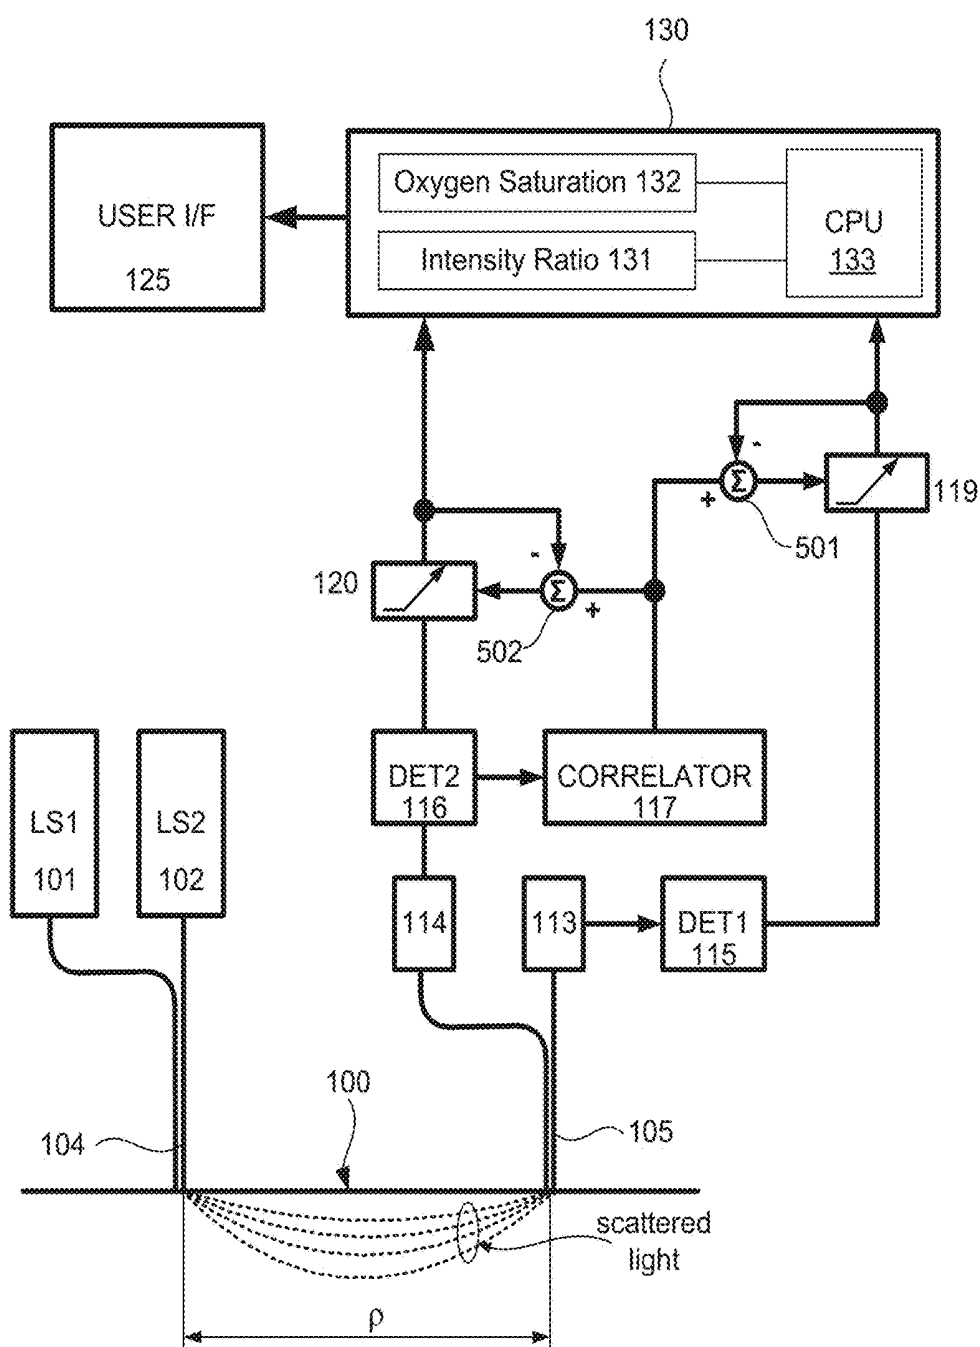 130
USER I/F
125
Oxygen Saturation 132
Intensity Ratio 131
CPU
133
-
+
Σ
501
119
120
-
Σ
+
502
LS1
101
LS2
102
DET2
116
CORRELATOR
117
114
113
DET1
115
100
104
105
scattered
light
ρ